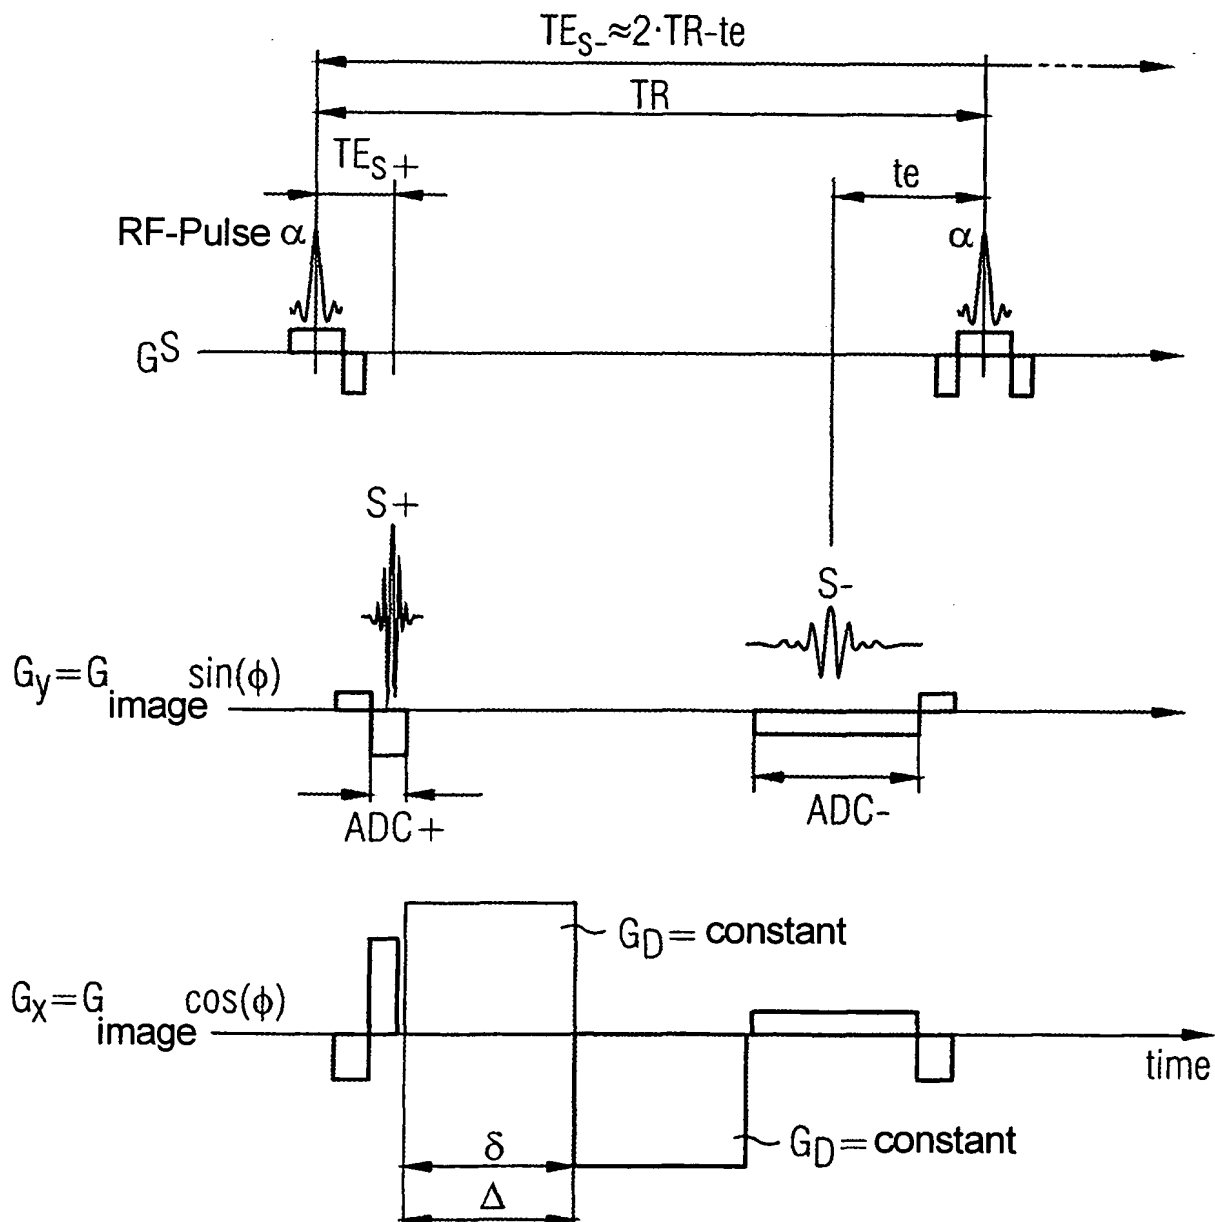 TE_S-≈2·TR-te
TR
TE_S+
te
RF-Pulse α
α
G^S
S+
S-
G_y=G_image sin(ϕ)
ADC+
ADC-
G_D=constant
G_x=G_image cos(ϕ)
time
G_D=constant
δ
Δ